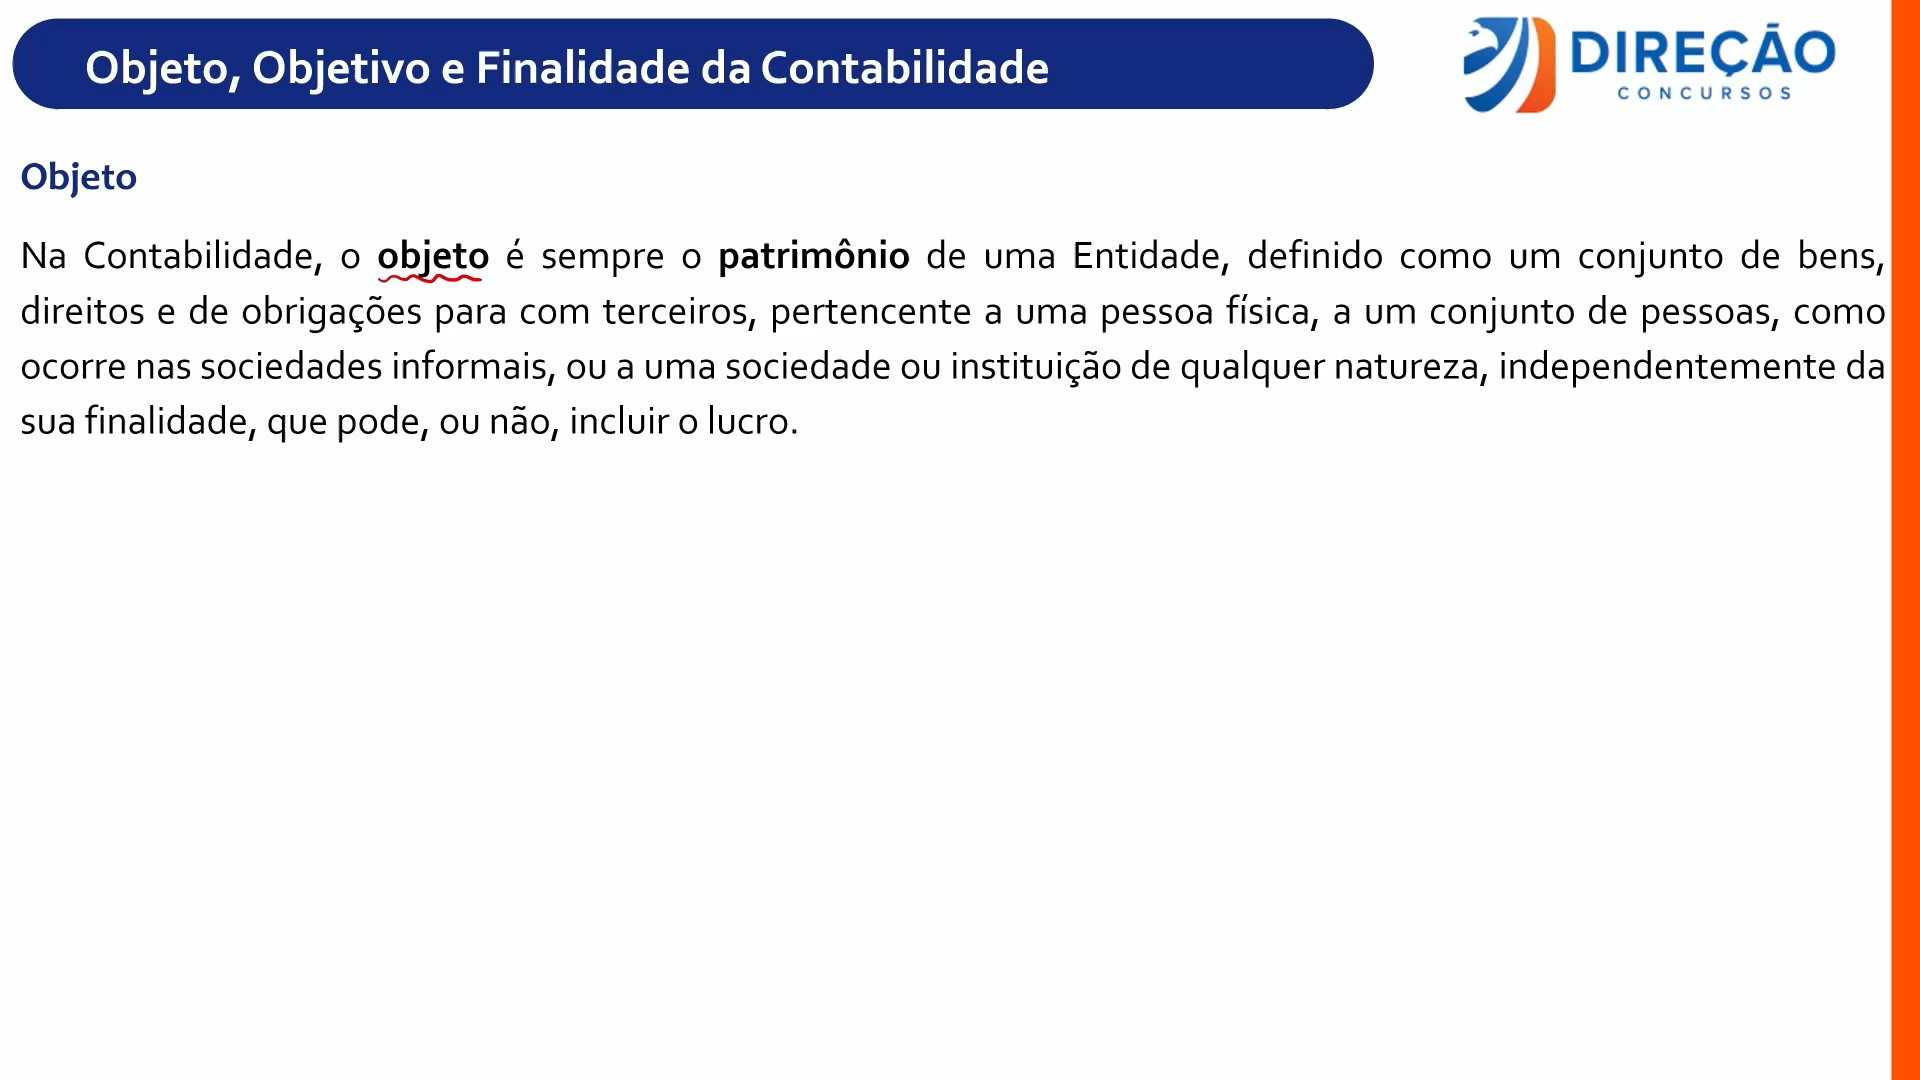 Objeto, Objetivo e Finalidade da Contabilidade
DIREÇÃO
CONCURSOS
Objeto
Na Contabilidade, o objeto é sempre o patrimônio de uma Entidade, definido como um conjunto de bens,
direitos e de obrigações para com terceiros, pertencente a uma pessoa física, a um conjunto de pessoas, como
ocorre nas sociedades informais, ou a uma sociedade ou instituição de qualquer natureza, independentemente da
sua finalidade, que pode, ou não, incluir o lucro.